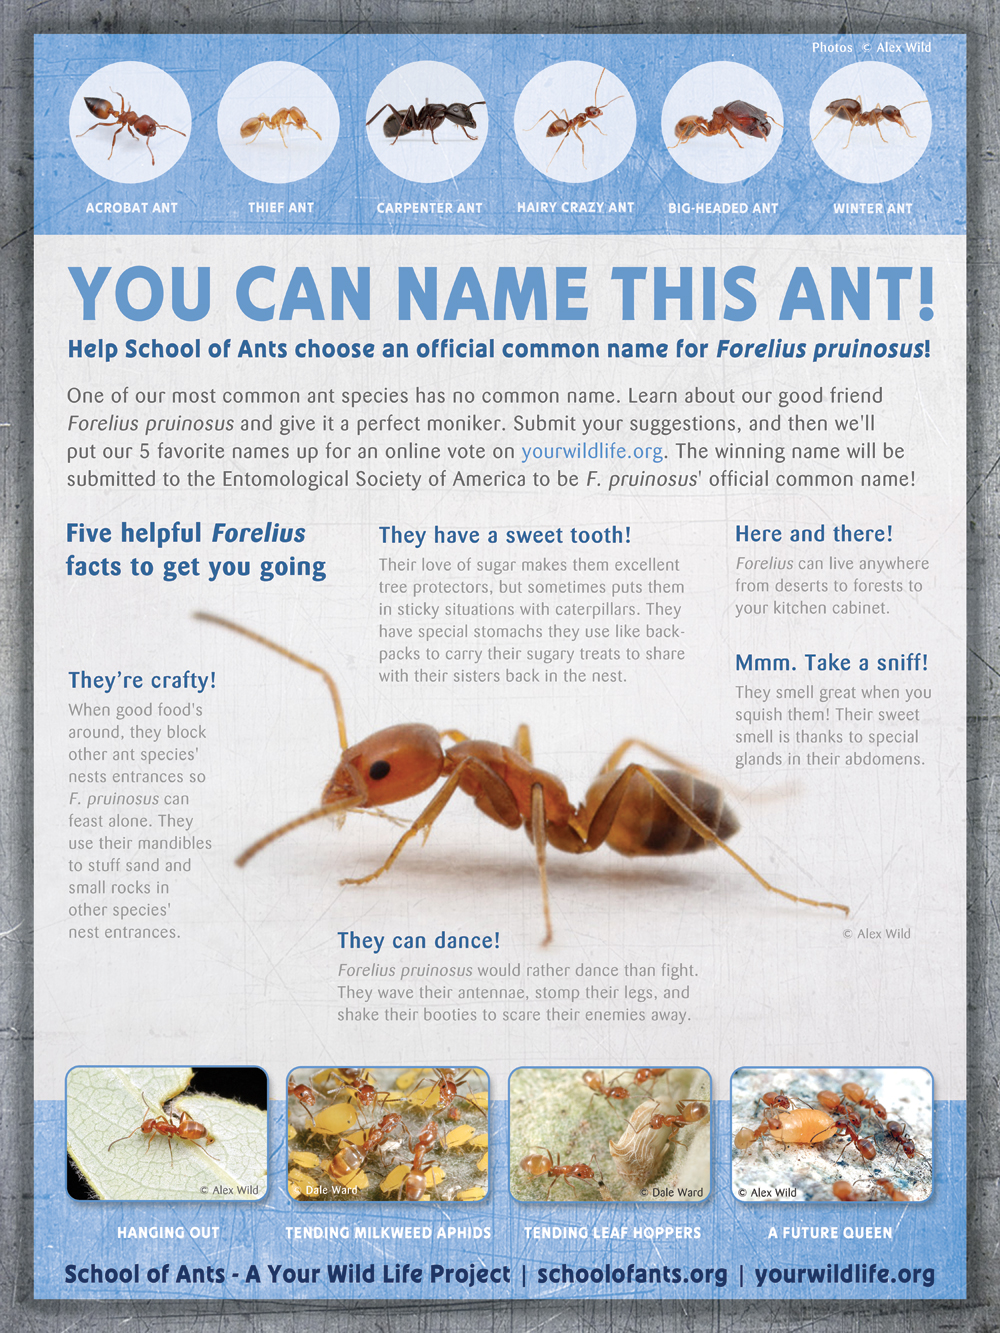 Photos © Alex Wild
ACROBAT ANT
THIEF ANT
CARPENTER ANT
HAIRY CRAZY ANT
BIG-HEADED ANT
WINTER ANT
YOU CAN NAME THIS ANT!
Help School of Ants choose an official common name for Forelius pruinosus!
One of our most common ant species has no common name. Learn about our good friend
Forelius pruinosus and give it a perfect moniker. Submit your suggestions, and then we'll
put our 5 favorite names up for an online vote on yourwildlife.org. The winning name will be
submitted to the Entomological Society of America to be F. pruinosus' official common name!
Five helpful Forelius
facts to get you going
They have a sweet tooth!
Their love of sugar makes them excellent
tree protectors, but sometimes puts them
in sticky situations with caterpillars. They
have special stomachs they use like back-
packs to carry their sugary treats to share
with their sisters back in the nest.
Here and there!
Forelius can live anywhere
from deserts to forests to
your kitchen cabinet.
Mmm. Take a sniff!
They smell great when you
squish them! Their sweet
smell is thanks to special
glands in their abdomens.
They're crafty!
When good food's
around, they block
other ant species'
nests entrances so
F. pruinosus can
feast alone. They
use their mandibles
to stuff sand and
small rocks in
other species'
nest entrances.
© Alex Wild
They can dance!
Forelius pruinosus would rather dance than fight.
They wave their antennae, stomp their legs, and
shake their booties to scare their enemies away.
© Alex Wild
© Dale Ward
© Dale Ward
© Alex Wild
HANGING OUT
TENDING MILKWEED APHIDS
TENDING LEAF HOPPERS
A FUTURE QUEEN
School of Ants - A Your Wild Life Project | schoolofants.org | yourwildlife.org